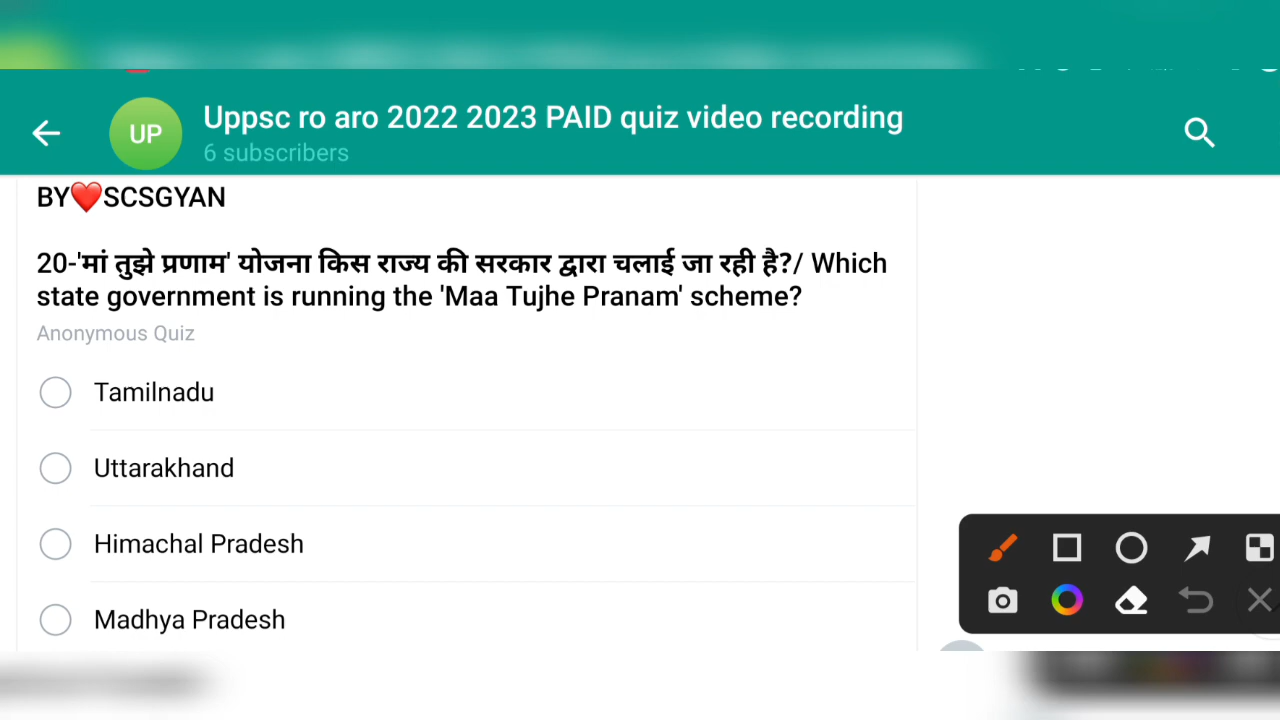 UP
Uppsc ro aro 2022 2023 PAID quiz video recording
6 subscribers
BY❤️SCSGYAN
20-'मां तुझे प्रणाम' योजना किस राज्य की सरकार द्वारा चलाई जा रही है?/ Which
state government is running the 'Maa Tujhe Pranam' scheme?
Anonymous Quiz
Tamilnadu
Uttarakhand
Himachal Pradesh
Madhya Pradesh